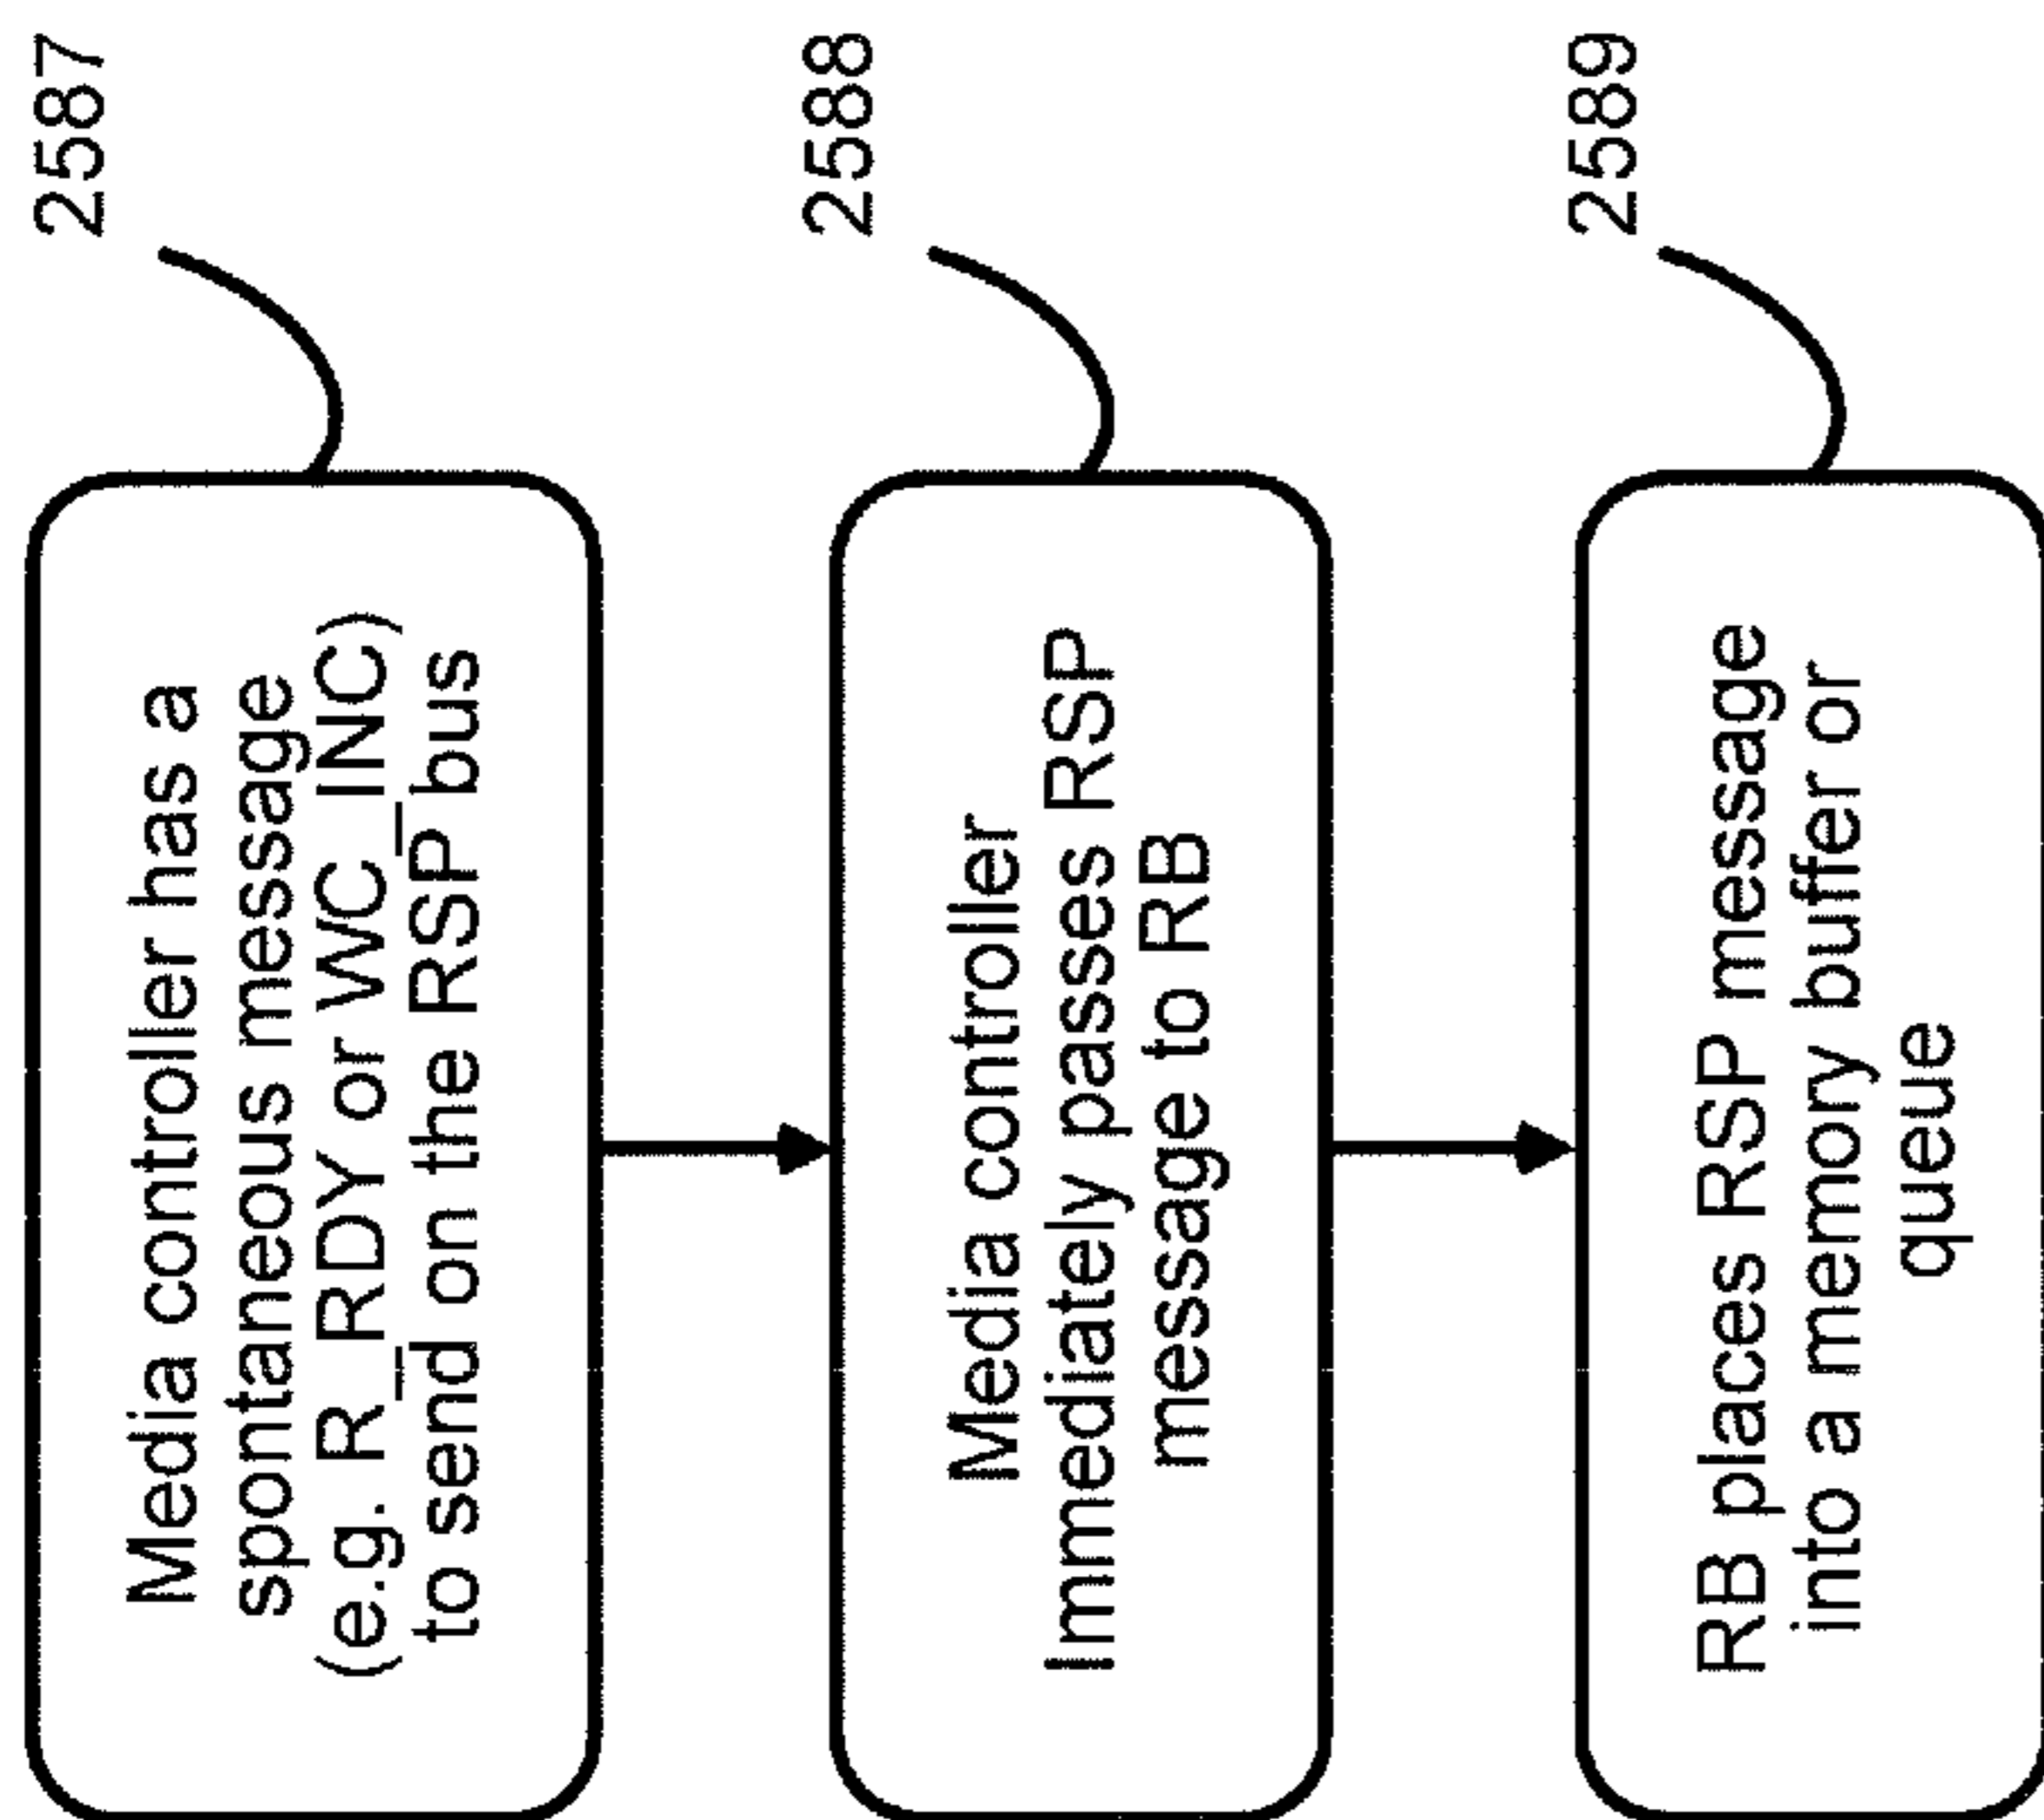 Media controller has a
spontaneous message
(e.g. R_RDY or WC_INC)
to send on the RSP bus
2587
Media controller
Immediately passes RSP
message to RB
2588
RB places RSP message
into a memory buffer or
queue
2589